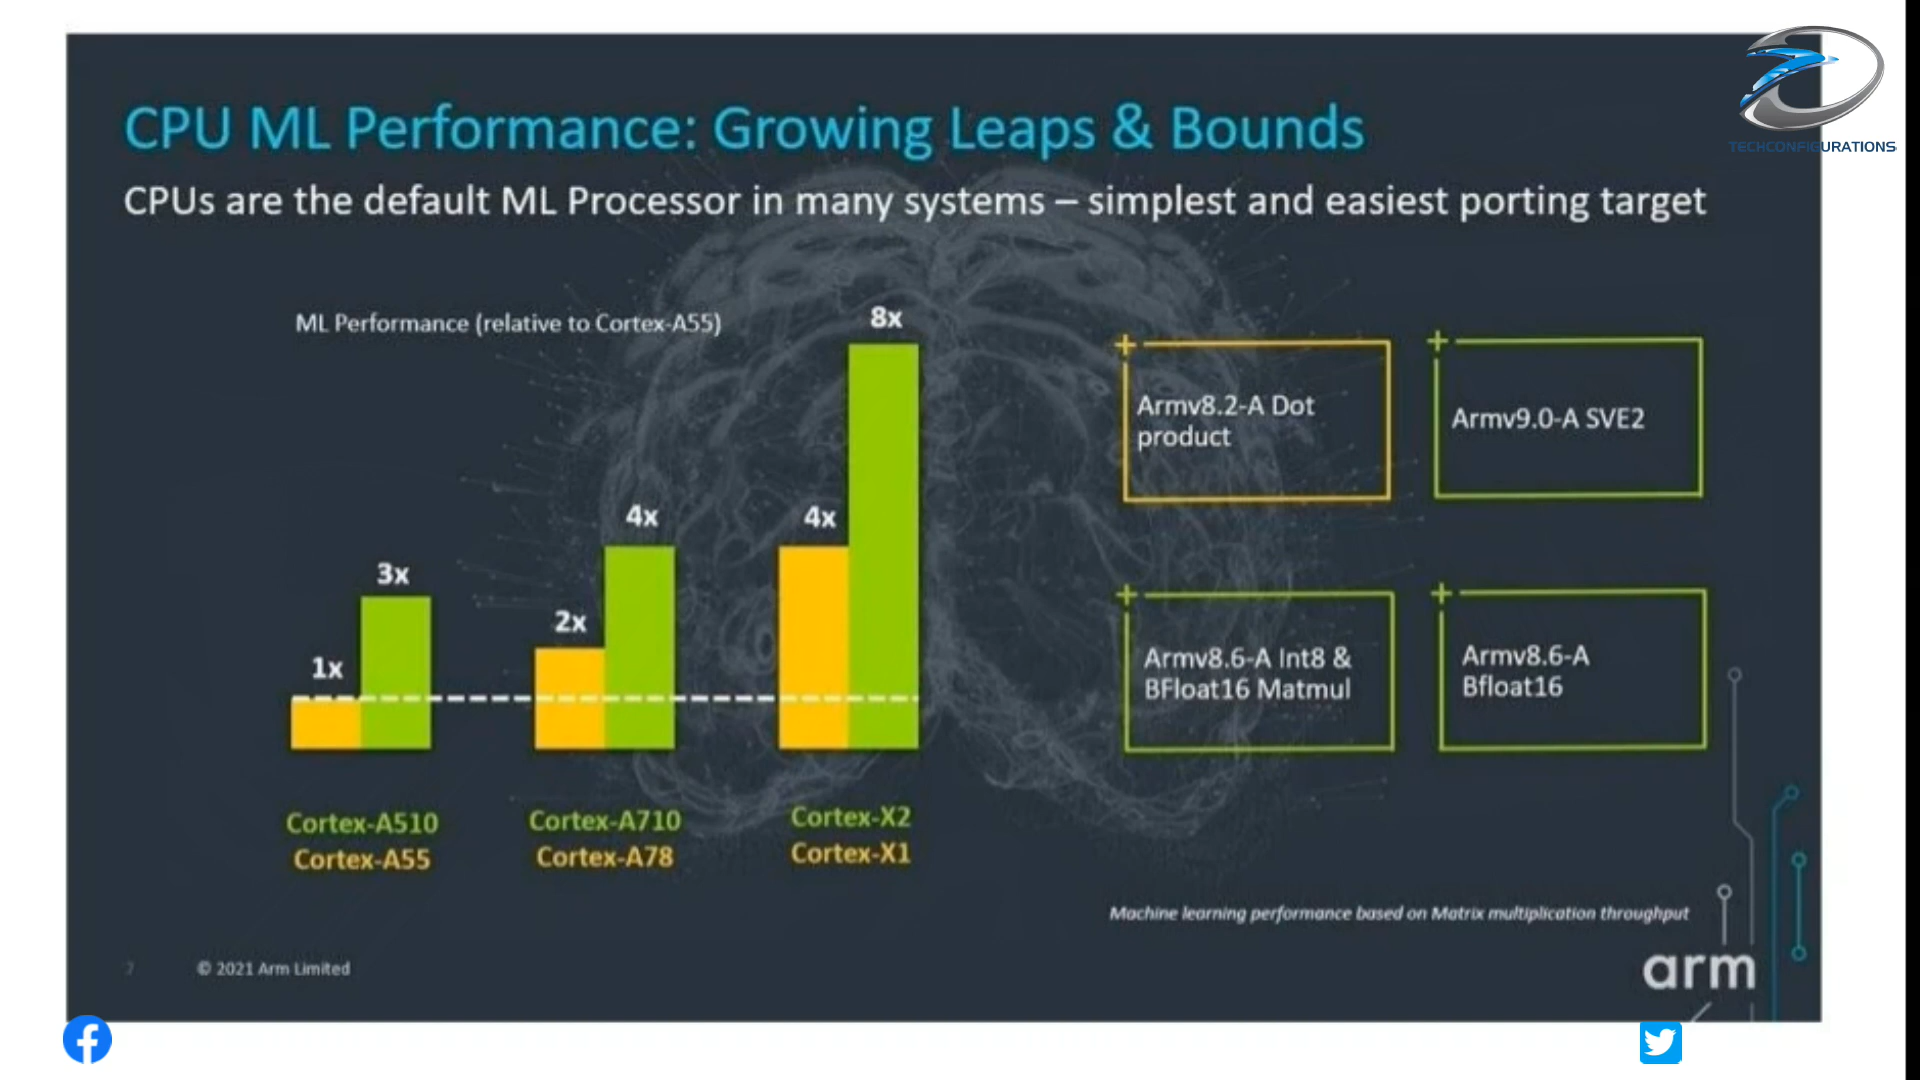 TECHCONFIGURATIONS
CPU ML Performance: Growing Leaps & Bounds
CPUs are the default ML Processor in many systems – simplest and easiest porting target
ML Performance (relative to Cortex-A55)
1x
3x
2x
4x
4x
8x
Cortex-A510
Cortex-A55
Cortex-A710
Cortex-A78
Cortex-X2
Cortex-X1
Armv8.2-A Dot
product
Armv9.0-A SVE2
Armv8.6-A Int8 &
BFloat16 Matmul
Armv8.6-A
Bfloat16
Machine learning performance based on Matrix multiplication throughput
7
© 2021 Arm Limited
arm